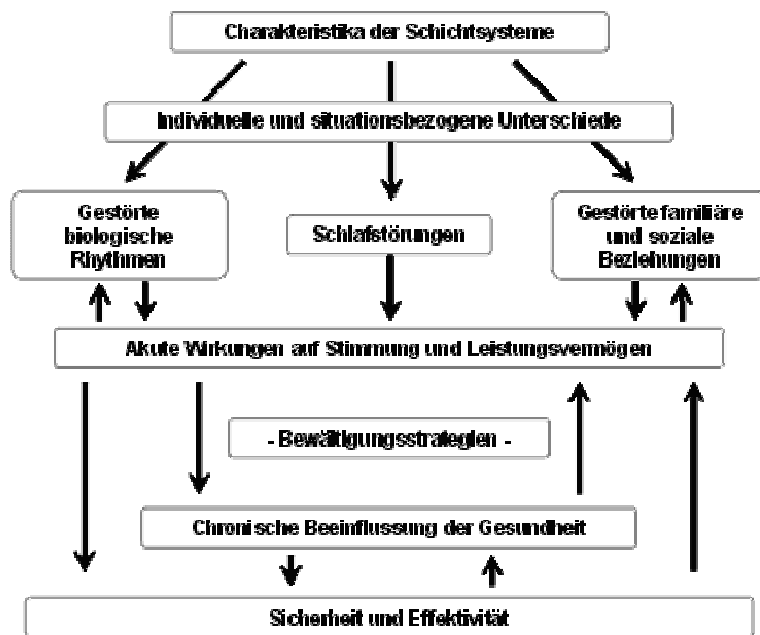 Charakteristika der Schichtsysteme
Individuelle und situationsbezogene Unterschiede
Gestörte
biologische
Rhythmen
Schlafstörungen
Gestörte familiäre
und soziale
Beziehungen
Akute Wirkungen auf Stimmung und Leistungsvermögen
- Bewältigungsstrategien -
Chronische Beeinflussung der Gesundheit
Sicherheit und Effektivität